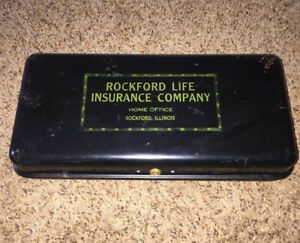 ROCKFORD LIFE
INSURANCE COMPANY
HOME OFFICE
ROCKFORD, ILLINOIS